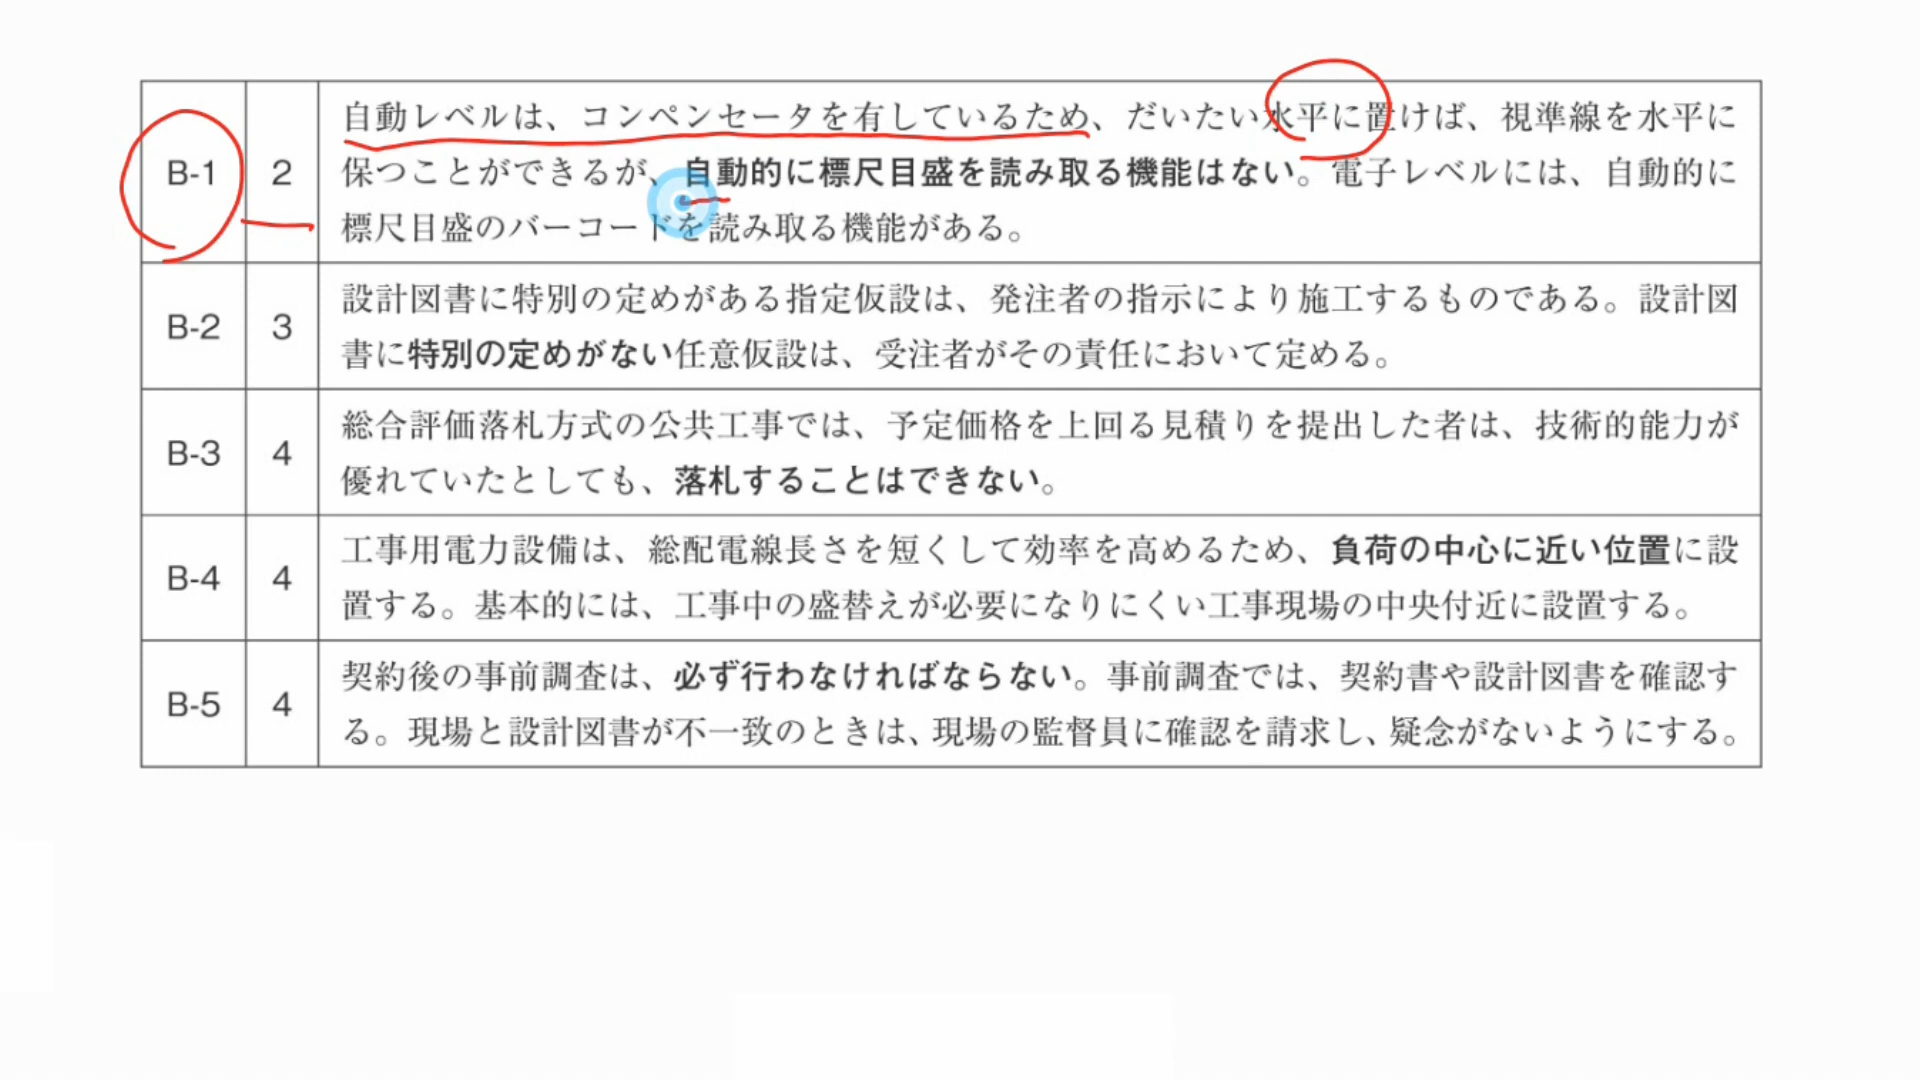 B-1
2
自動レベルは、コンペンセータを有しているため、だいたい水平に置けば、視準線を水平に
保つことができるが、自動的に標尺目盛を読み取る機能はない。電子レベルには、自動的に
標尺目盛のバーコードを読み取る機能がある。
B-2
3
設計図書に特別の定めがある指定仮設は、発注者の指示により施工するものである。設計図
書に特別の定めがない任意仮設は、受注者がその責任において定める。
B-3
4
総合評価落札方式の公共工事では、予定価格を上回る見積りを提出した者は、技術的能力が
優れていたとしても、落札することはできない。
B-4
4
工事用電力設備は、総配電線長さを短くして効率を高めるため、負荷の中心に近い位置に設
置する。基本的には、工事中の盛替えが必要になりにくい工事現場の中央付近に設置する。
B-5
4
契約後の事前調査は、必ず行わなければならない。事前調査では、契約書や設計図書を確認す
る。現場と設計図書が不一致のときは、現場の監督員に確認を請求し、疑念がないようにする。